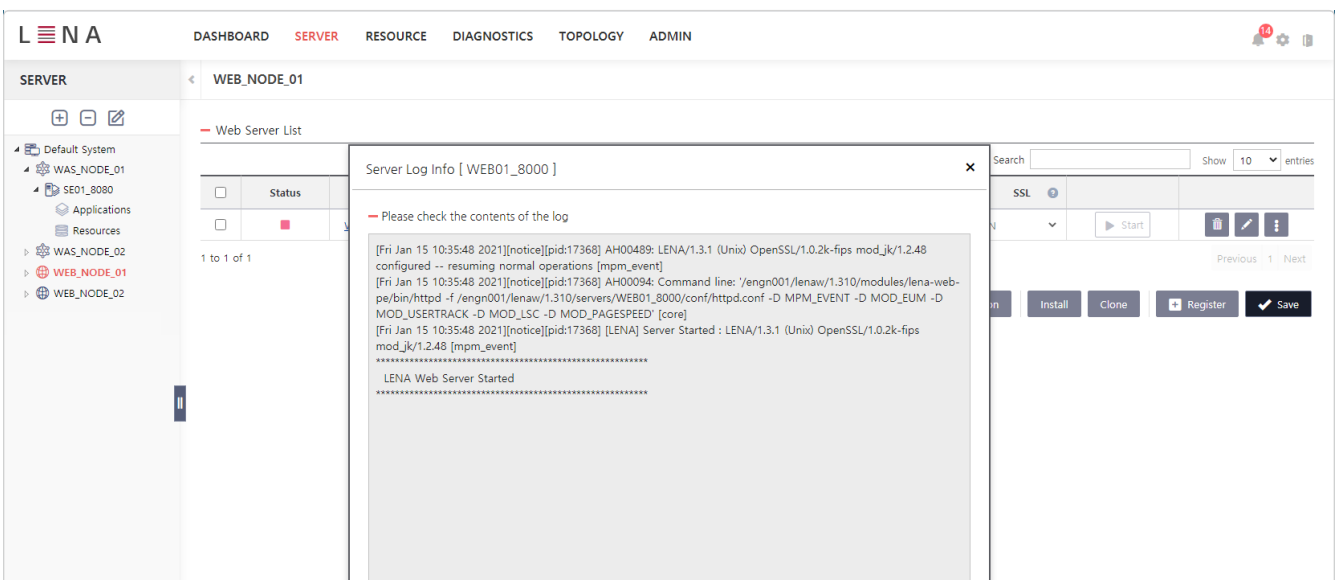 LENA
DASHBOARD SERVER RESOURCE DIAGNOSTICS TOPOLOGY ADMIN
14
SERVER
WEB_NODE_01
Default System
WAS_NODE_01
SE01_8080
Applications
Resources
WAS_NODE_02
WEB_NODE_01
WEB_NODE_02
Web Server List
Search
Show 10 entries
Status
SSL
N
Start
1 to 1 of 1
Previous 1 Next
Install
Clone
Register
Save
Server Log Info [ WEB01_8000 ]
Please check the contents of the log
[Fri Jan 15 10:35:48 2021][notice][pid:17368] AH00489: LENA/1.3.1 (Unix) OpenSSL/1.0.2k-fips mod_jk/1.2.48
configured -- resuming normal operations [mpm_event]
[Fri Jan 15 10:35:48 2021][notice][pid:17368] AH00094: Command line: '/engn001/lenaw/1.310/modules/lena-web-
pe/bin/httpd -f /engn001/lenaw/1.310/servers/WEB01_8000/conf/httpd.conf -D MPM_EVENT -D MOD_EUM -D
MOD_USERTRACK -D MOD_LSC -D MOD_PAGESPEED' [core]
[Fri Jan 15 10:35:48 2021][notice][pid:17368] [LENA] Server Started : LENA/1.3.1 (Unix) OpenSSL/1.0.2k-fips
mod_jk/1.2.48 [mpm_event]
*********************************************************
LENA Web Server Started
*********************************************************